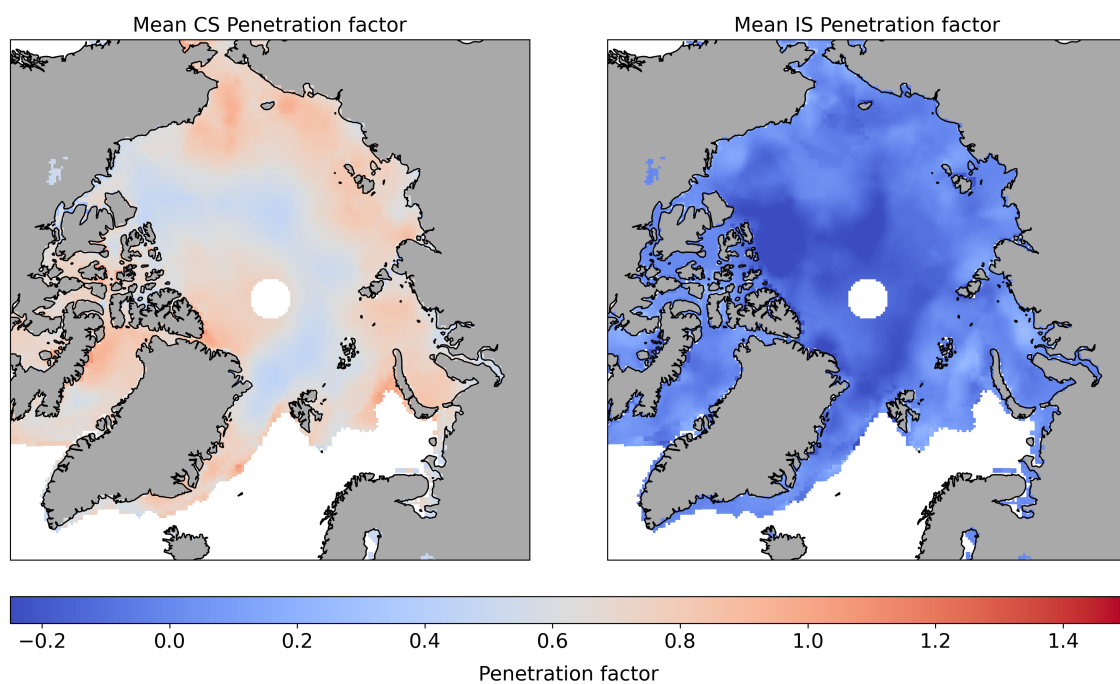 Mean CS Penetration factor
Mean IS Penetration factor
−0.2 0.0 0.2 0.4 0.6 0.8 1.0 1.2 1.4
Penetration factor